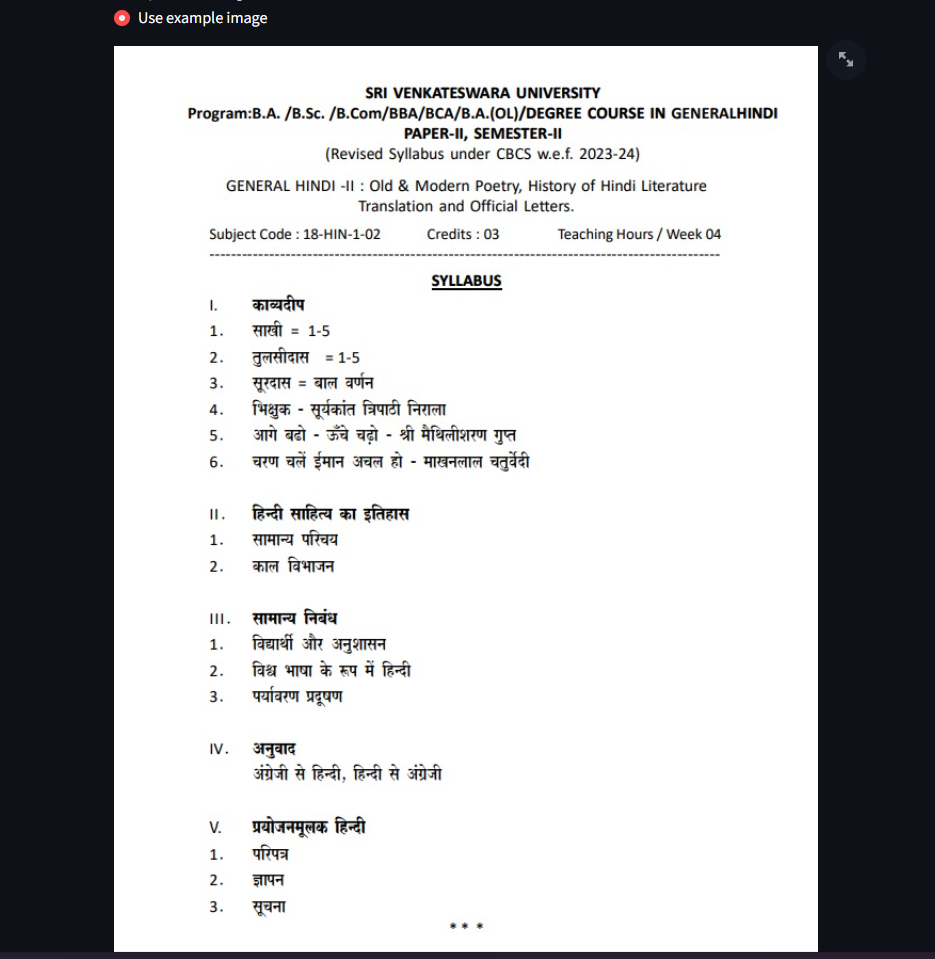 Use example image
SRI VENKATESWARA UNIVERSITY
Program:B.A. /B.Sc. /B.Com/BBA/BCA/B.A.(OL)/DEGREE COURSE IN GENERALHINDI
PAPER-II, SEMESTER-II
(Revised Syllabus under CBCS w.e.f. 2023-24)
GENERAL HINDI -II : Old & Modern Poetry, History of Hindi Literature
Translation and Official Letters.
Subject Code : 18-HIN-1-02 Credits : 03 Teaching Hours / Week 04
SYLLABUS
I. काव्यदीप
1. साखी = 1-5
2. तुलसीदास = 1-5
3. सूरदास = बाल वर्णन
4. भिक्षुक - सूर्यकांत त्रिपाठी निराला
5. आगे बढो - ऊँचे चढ़ो - श्री मैथिलीशरण गुप्त
6. चरण चलें ईमान अचल हो - माखनलाल चतुर्वेदी
II. हिन्दी साहित्य का इतिहास
1. सामान्य परिचय
2. काल विभाजन
III. सामान्य निबंध
1. विद्यार्थी और अनुशासन
2. विश्व भाषा के रूप में हिन्दी
3. पर्यावरण प्रदूषण
IV. अनुवाद
अंग्रेजी से हिन्दी, हिन्दी से अंग्रेजी
V. प्रयोजनमूलक हिन्दी
1. परिपत्र
2. ज्ञापन
3. सूचना
* * *